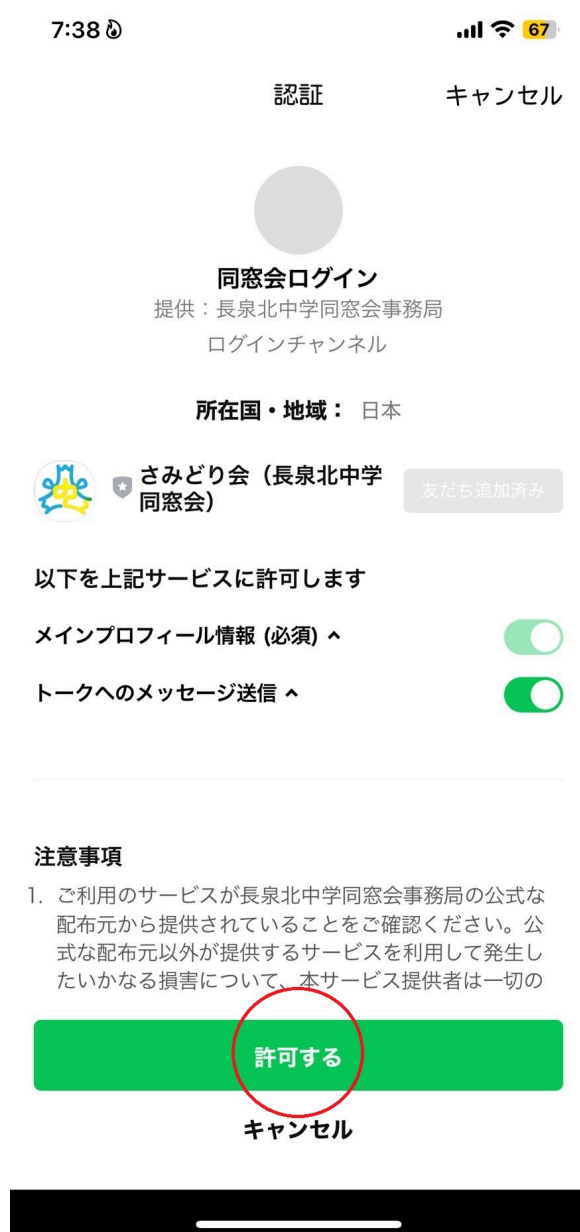 7:38 67
認証 キャンセル
同窓会ログイン
提供：長泉北中学同窓会事務局
ログインチャンネル
所在国・地域： 日本
さみどり会（長泉北中学
同窓会）
友だち追加済み
以下を上記サービスに許可します
メインプロフィール情報 (必須)
トークへのメッセージ送信
注意事項
1. ご利用のサービスが長泉北中学同窓会事務局の公式な
配布元から提供されていることをご確認ください。公
式な配布元以外が提供するサービスを利用して発生し
たいかなる損害について、本サービス提供者は一切の
許可する
キャンセル